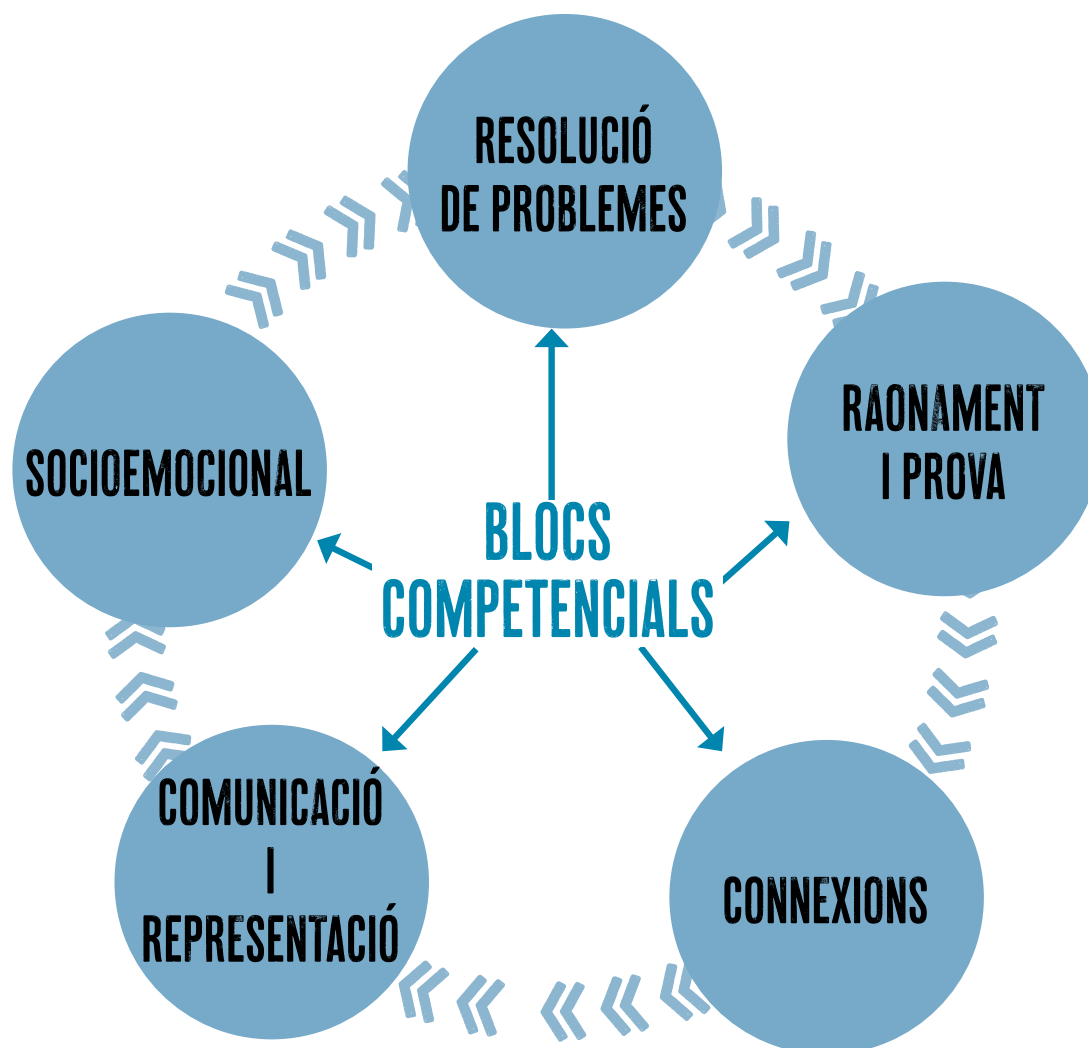 RESOLUCIÓ
DE PROBLEMES
RAONAMENT
I PROVA
SOCIOEMOCIONAL
BLOCS
COMPETENCIALS
COMUNICACIÓ
I
REPRESENTACIÓ
CONNEXIONS